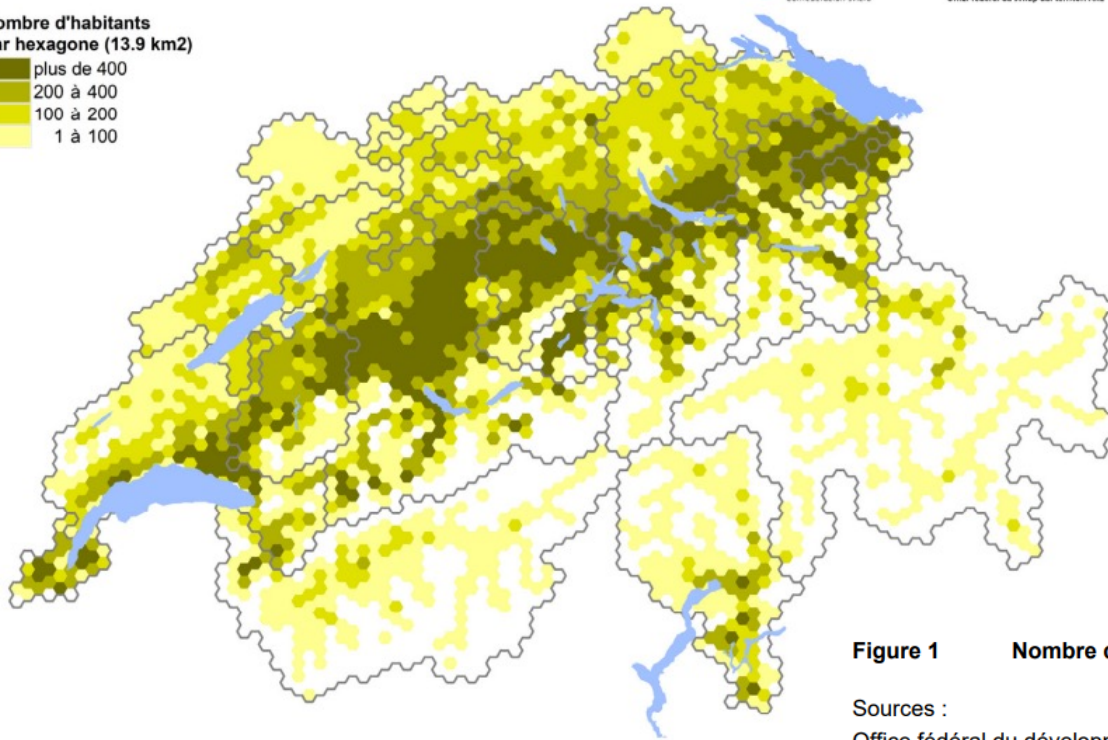 ombre d'habitants
ar hexagone (13.9 km2)
plus de 400
200 à 400
100 à 200
1 à 100
Figure 1 Nombre d
Sources :